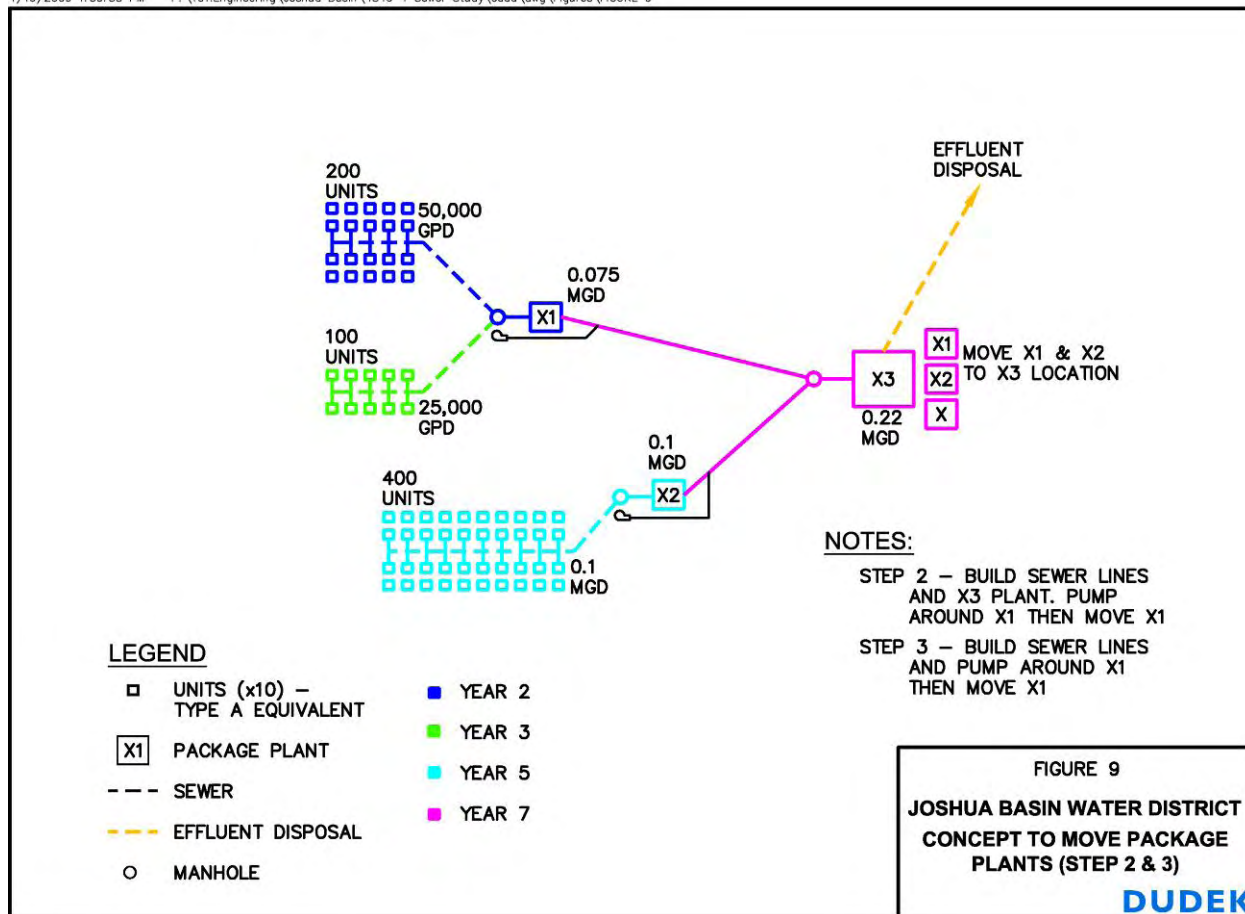 200
UNITS
50,000
GPD
100
UNITS
25,000
GPD
X1
0.075
MGD
400
UNITS
0.1
MGD
X2
0.1
MGD
EFFLUENT
DISPOSAL
X3
0.22
MGD
X1
X2
X
MOVE X1 & X2
TO X3 LOCATION
NOTES:
STEP 2 – BUILD SEWER LINES
AND X3 PLANT. PUMP
AROUND X1 THEN MOVE X1
STEP 3 – BUILD SEWER LINES
AND PUMP AROUND X1
THEN MOVE X1
LEGEND
UNITS (x10) –
TYPE A EQUIVALENT
X1 PACKAGE PLANT
SEWER
EFFLUENT DISPOSAL
MANHOLE
YEAR 2
YEAR 3
YEAR 5
YEAR 7
FIGURE 9
JOSHUA BASIN WATER DISTRICT
CONCEPT TO MOVE PACKAGE
PLANTS (STEP 2 & 3)
DUDEK